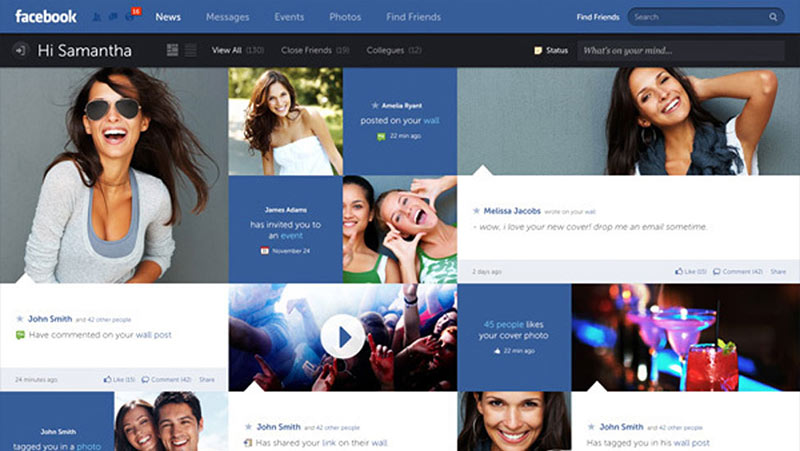 facebook
16
News
Messages
Events
Photos
Find Friends
Find Friends
Search
Hi Samantha
View All (130)
Close Friends (19)
Collegues (12)
Status
What's on your mind...
Amelia Ryant
posted on your wall
22 min ago
James Adams
has invited you to
an event
November 24
Melissa Jacobs wrote on your wall
- wow, i love your new cover! drop me an email sometime.
2 days ago
Like (15)
Comment (42)
Share
John Smith and 42 other people
Have commented on your wall post
24 minutes ago
Like (15)
Comment (42)
Share
45 people likes
your cover photo
22 min ago
John Smith
tagged you in a photo
John Smith and 42 other people
Has shared your link on their wall
John Smith and 42 other people
Has tagged you in his wall post